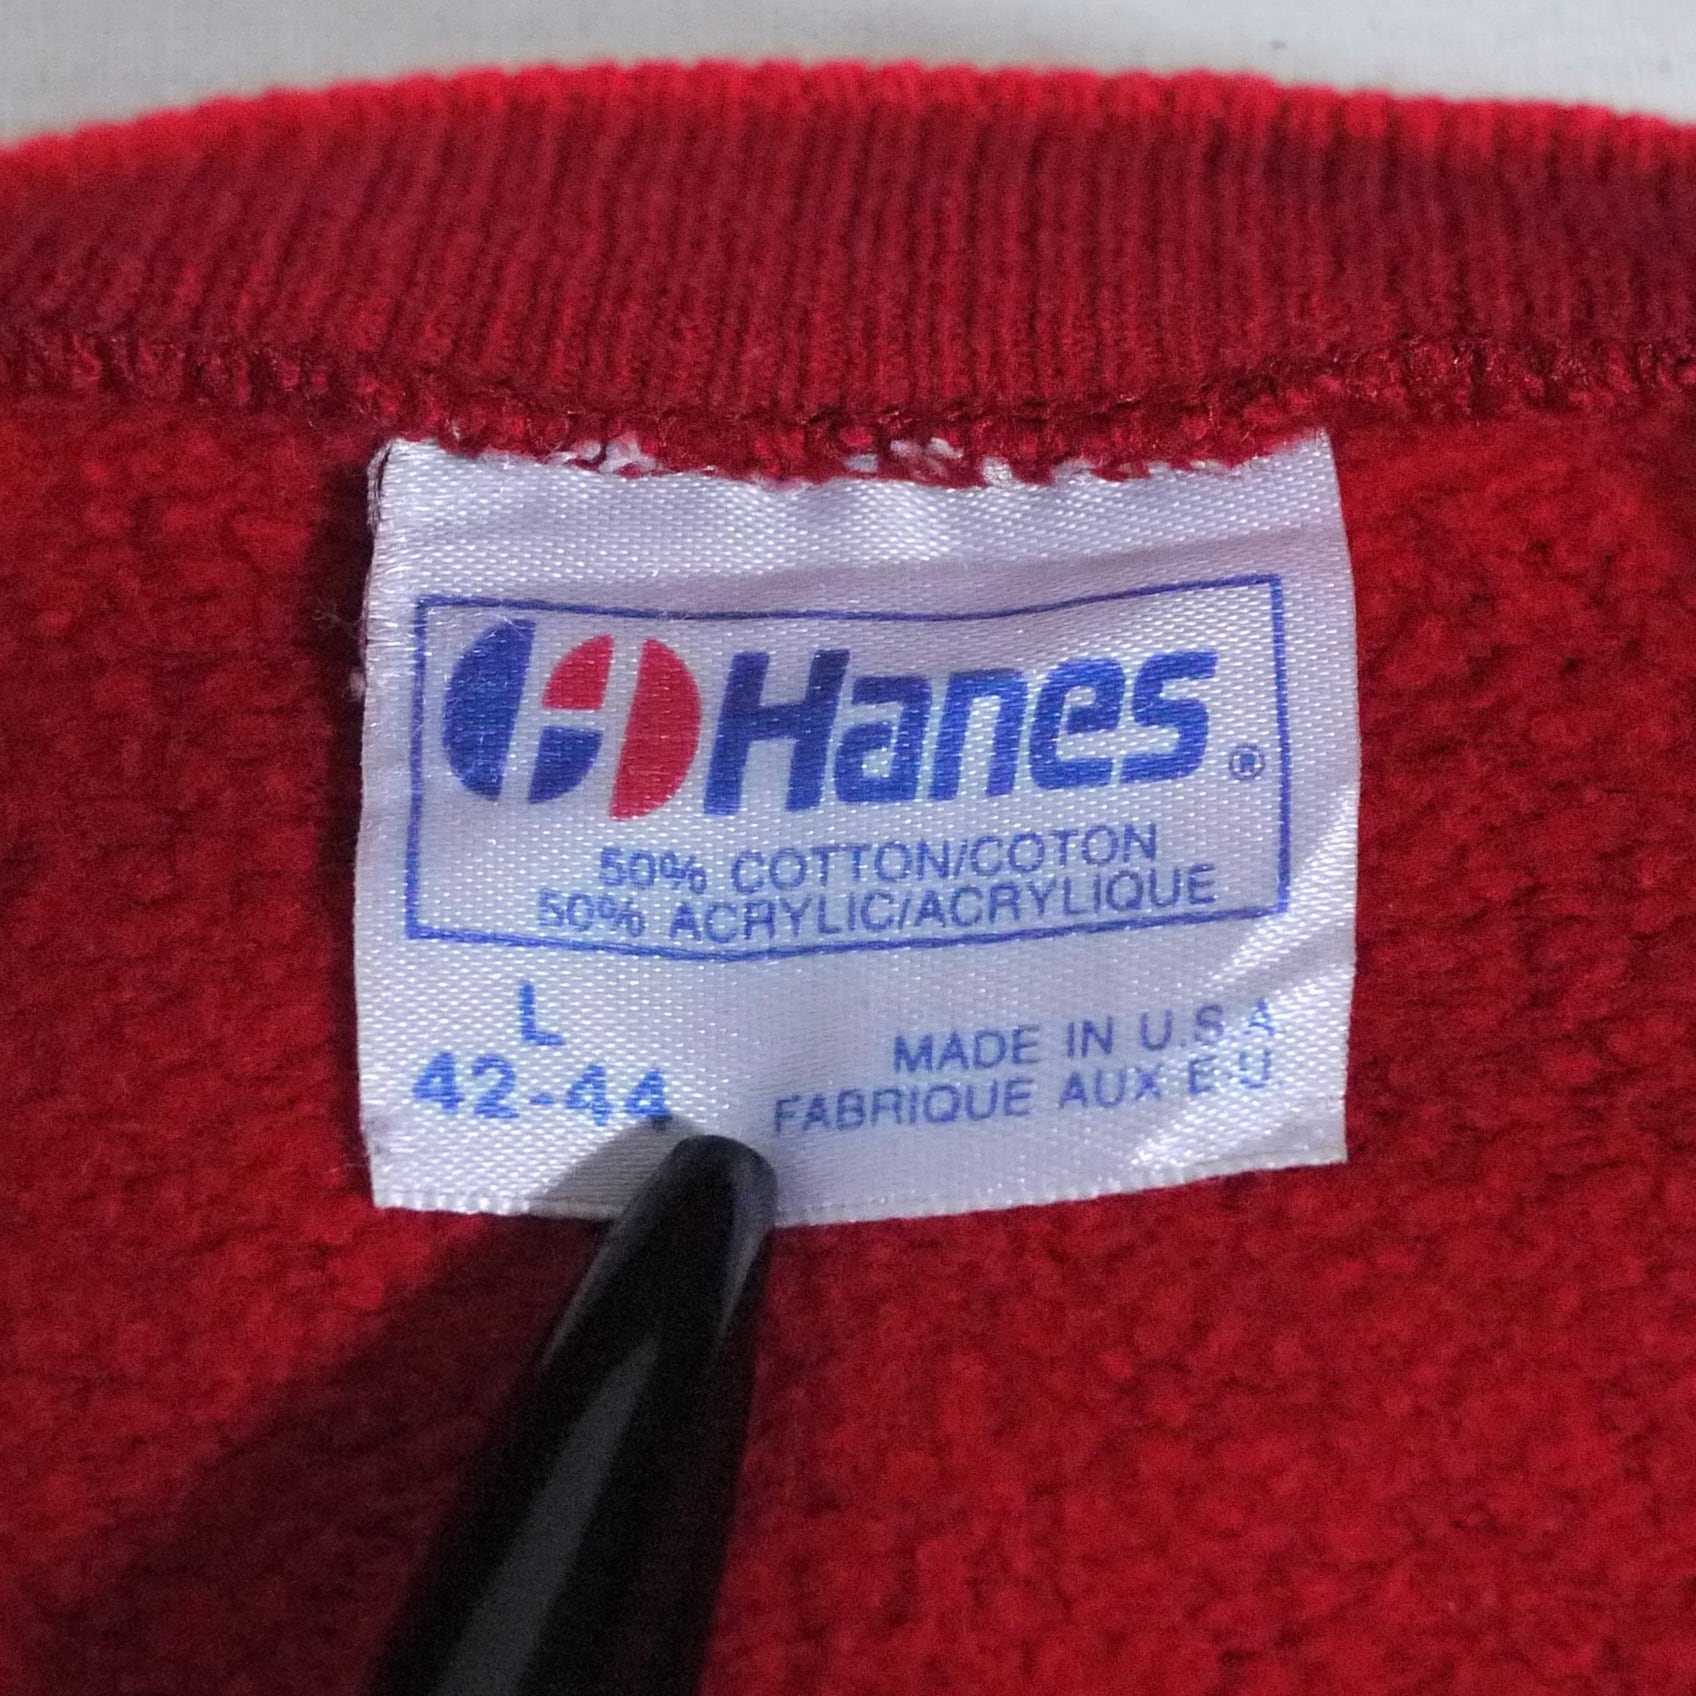 Hanes®
50% COTTON/COTON
50% ACRYLIC/ACRYLIQUE
L
42-44
MADE IN U.S.A
FABRIQUE AUX E-U